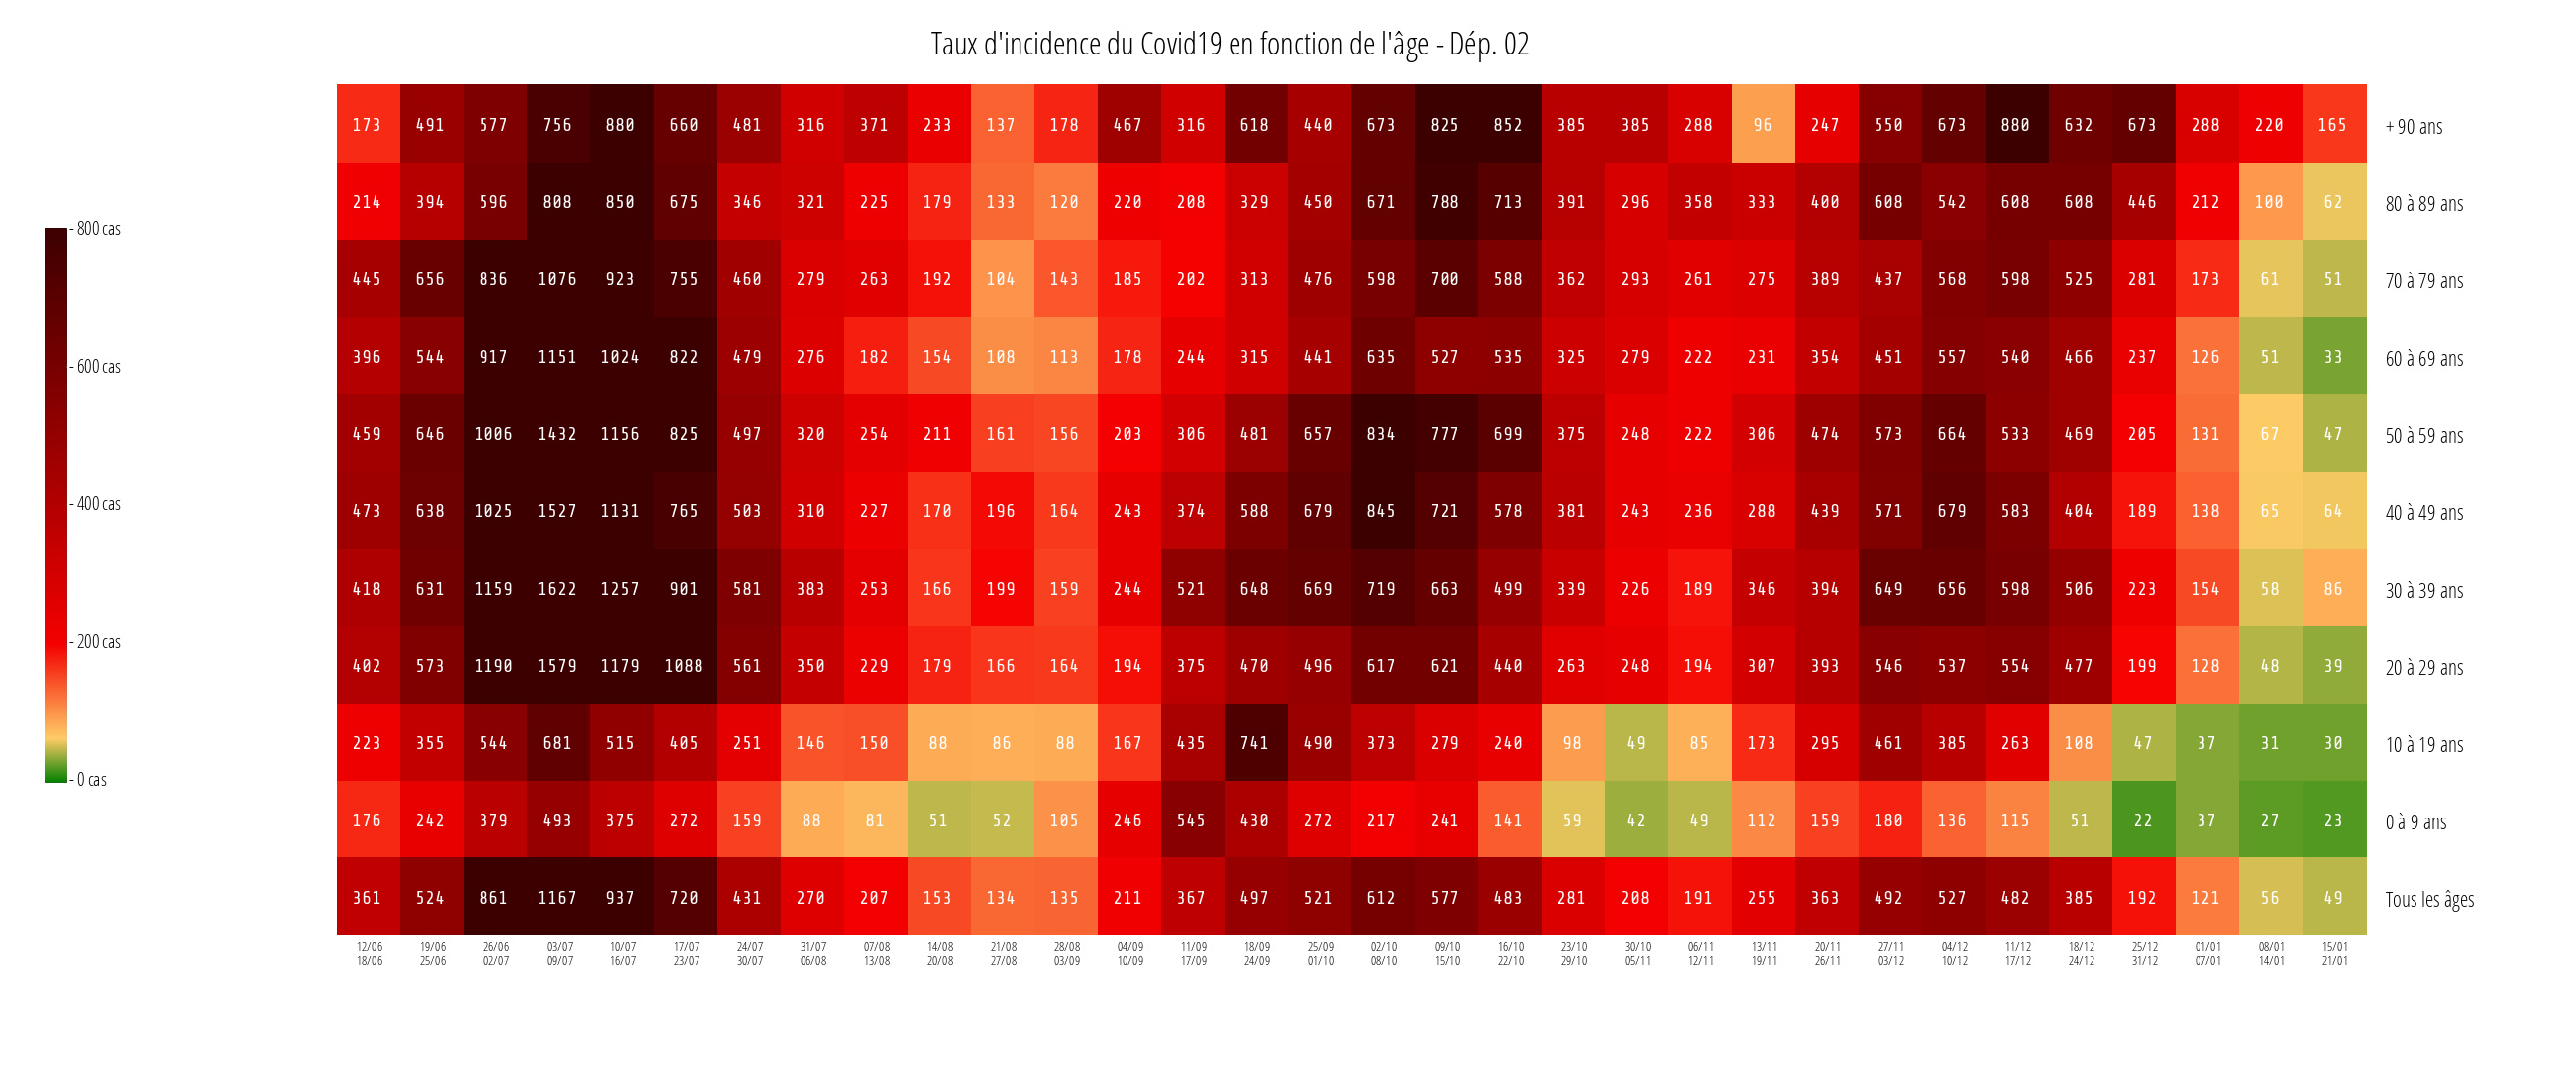 Taux d'incidence du Covid19 en fonction de l'âge - Dép. 02
173 491 577 756 880 660 481 316 371 233 137 178 467 316 618 440 673 825 852 385 385 288 96 247 550 673 880 632 673 288 220 165 + 90 ans
214 394 596 808 850 675 346 321 225 179 133 120 220 208 329 450 671 788 713 391 296 358 333 400 608 542 608 608 446 212 100 62 80 à 89 ans
445 656 836 1076 923 755 460 279 263 192 104 143 185 202 313 476 598 700 588 362 293 261 275 389 437 568 598 525 281 173 61 51 70 à 79 ans
396 544 917 1151 1024 822 479 276 182 154 108 113 178 244 315 441 635 527 535 325 279 222 231 354 451 557 540 466 237 126 51 33 60 à 69 ans
459 646 1006 1432 1156 825 497 320 254 211 161 156 203 306 481 657 834 777 699 375 248 222 306 474 573 664 533 469 205 131 67 47 50 à 59 ans
473 638 1025 1527 1131 765 503 310 227 170 196 164 243 374 588 679 845 721 578 381 243 236 288 439 571 679 583 404 189 138 65 64 40 à 49 ans
418 631 1159 1622 1257 901 581 383 253 166 199 159 244 521 648 669 719 663 499 339 226 189 346 394 649 656 598 506 223 154 58 86 30 à 39 ans
402 573 1190 1579 1179 1088 561 350 229 179 166 164 194 375 470 496 617 621 440 263 248 194 307 393 546 537 554 477 199 128 48 39 20 à 29 ans
223 355 544 681 515 405 251 146 150 88 86 88 167 435 741 490 373 279 240 98 49 85 173 295 461 385 263 108 47 37 31 30 10 à 19 ans
176 242 379 493 375 272 159 88 81 51 52 105 246 545 430 272 217 241 141 59 42 49 112 159 180 136 115 51 22 37 27 23 0 à 9 ans
361 524 861 1167 937 720 431 270 207 153 134 135 211 367 497 521 612 577 483 281 208 191 255 363 492 527 482 385 192 121 56 49 Tous les âges
12/06 19/06 26/06 03/07 10/07 17/07 24/07 31/07 07/08 14/08 21/08 28/08 04/09 11/09 18/09 25/09 02/10 09/10 16/10 23/10 30/10 06/11 13/11 20/11 27/11 04/12 11/12 18/12 25/12 01/01 08/01 15/01
18/06 25/06 02/07 09/07 16/07 23/07 30/07 06/08 13/08 20/08 27/08 03/09 10/09 17/09 24/09 01/10 08/10 15/10 22/10 29/10 05/11 12/11 19/11 26/11 03/12 10/12 17/12 24/12 31/12 07/01 14/01 21/01
- 800 cas
- 600 cas
- 400 cas
- 200 cas
- 0 cas